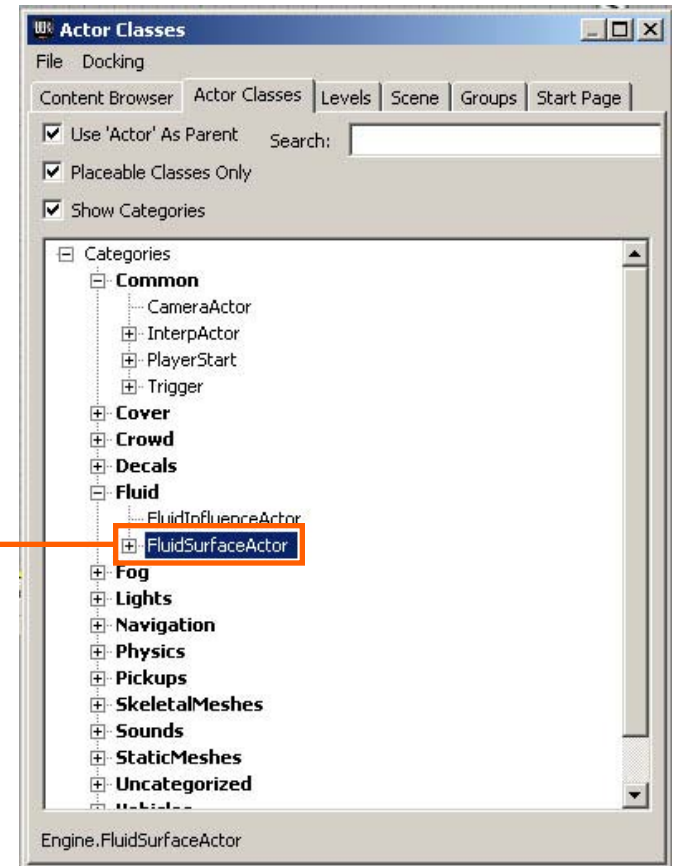 Actor Classes
File Docking
Content Browser Actor Classes Levels Scene Groups Start Page
Use 'Actor' As Parent Search:
Placeable Classes Only
Show Categories
Categories
Common
CameraActor
InterpActor
PlayerStart
Trigger
Cover
Crowd
Decals
Fluid
FluidInfluenceActor
FluidSurfaceActor
Fog
Lights
Navigation
Physics
Pickups
SkeletalMeshes
Sounds
StaticMeshes
Uncategorized
Engine.FluidSurfaceActor